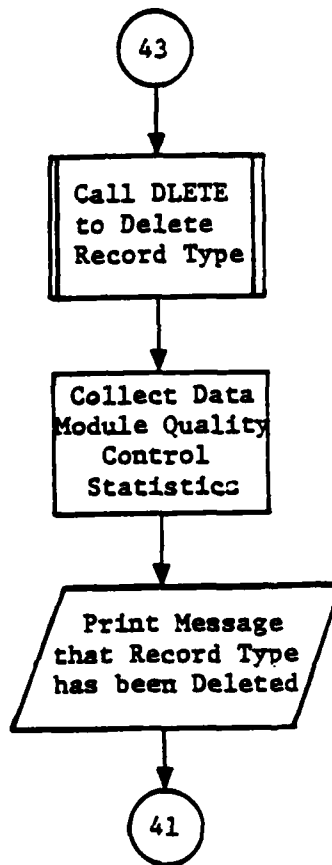 43
Call DLETE
to Delete
Record Type
Collect Data
Module Quality
Control
Statistics
Print Message
that Record Type
has been Deleted
41